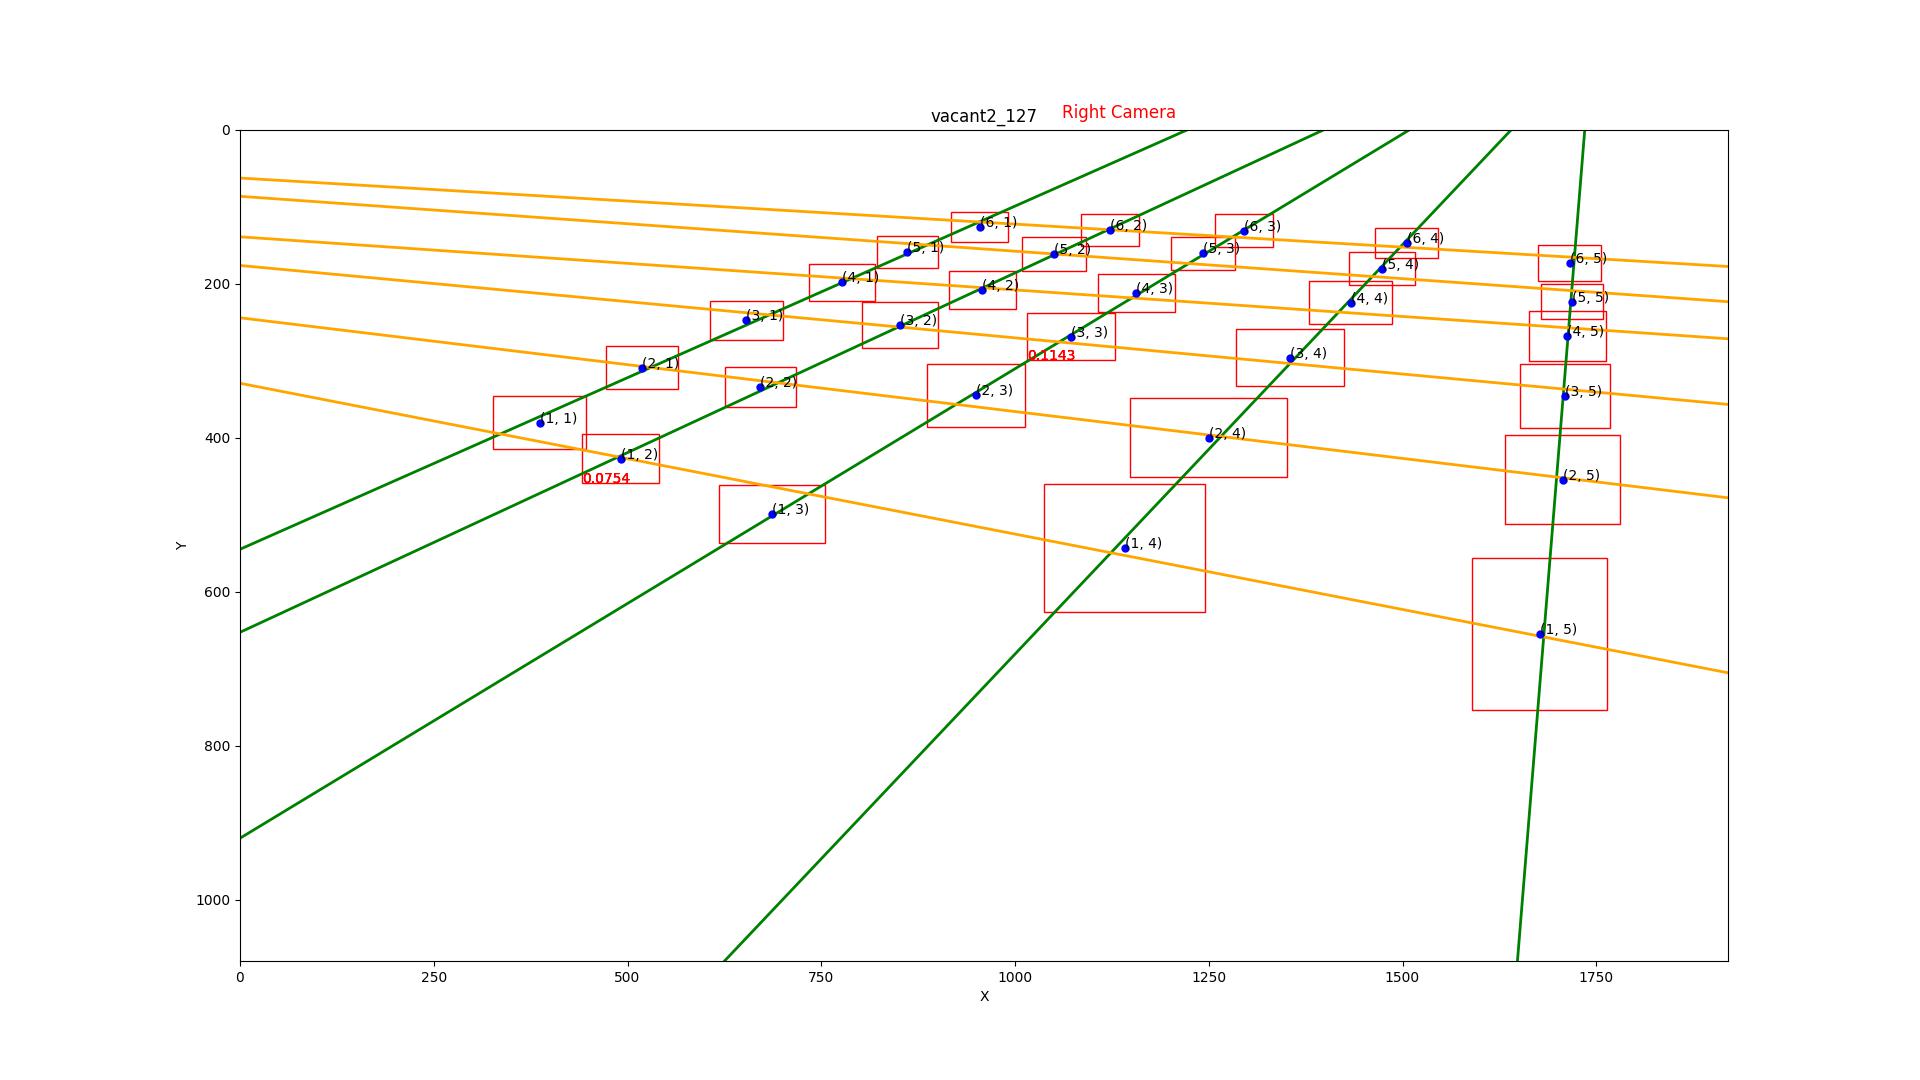 vacant2_127 Right Camera
0
(6, 1) (6, 2) (6, 3) (6, 4)
(5, 1) (5, 2) (5, 3) (5, 4) (6, 5)
200
(4, 1) (4, 2) (4, 3) (4, 4) (5, 5)
(3, 1) (3, 2) (3, 3) (3, 4) (4, 5)
0.1143
(2, 1) (2, 2) (2, 3) (2, 4) (3, 5)
400
(1, 1) (1, 2) (1, 3) (1, 4) (2, 5)
0.0754
Y
600
(1, 5)
800
1000
0 250 500 750 1000 1250 1500 1750
X